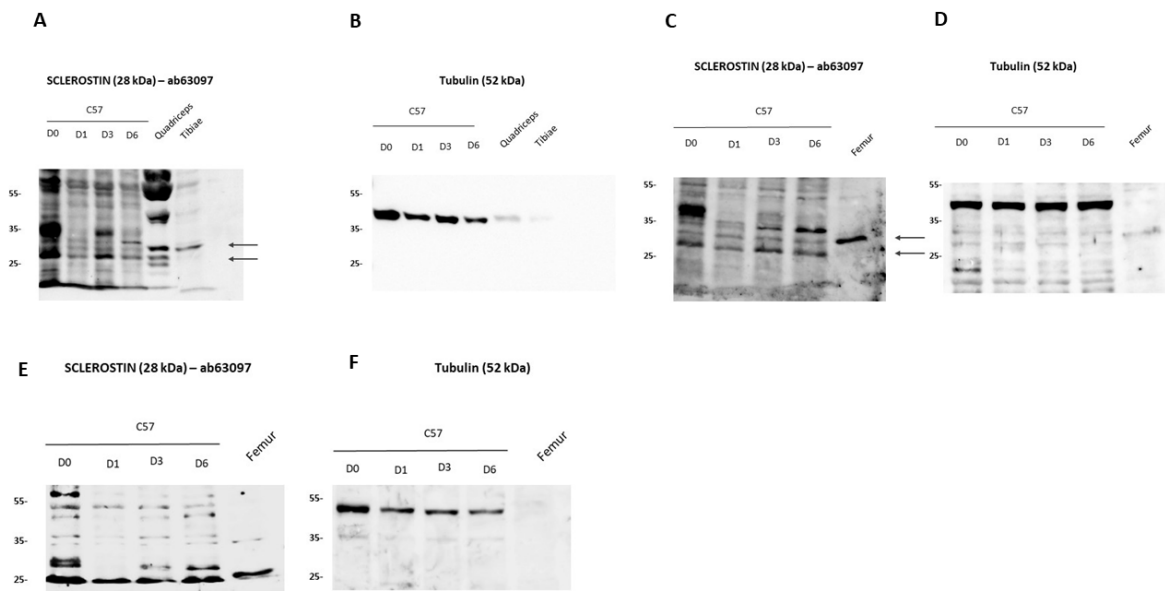 A
SCLEROSTIN (28 kDa) – ab63097
C57
D0 D1 D3 D6 Quadriceps Tibiae
55-
35-
25-
B
Tubulin (52 kDa)
C57
D0 D1 D3 D6 Quadriceps Tibiae
55-
35-
25-
C
SCLEROSTIN (28 kDa) – ab63097
C57
D0 D1 D3 D6 Femur
55-
35-
25-
D
Tubulin (52 kDa)
C57
D0 D1 D3 D6 Femur
55-
35-
25-
E
SCLEROSTIN (28 kDa) – ab63097
C57
D0 D1 D3 D6 Femur
55-
35-
25-
F
Tubulin (52 kDa)
C57
D0 D1 D3 D6 Femur
55-
35-
25-